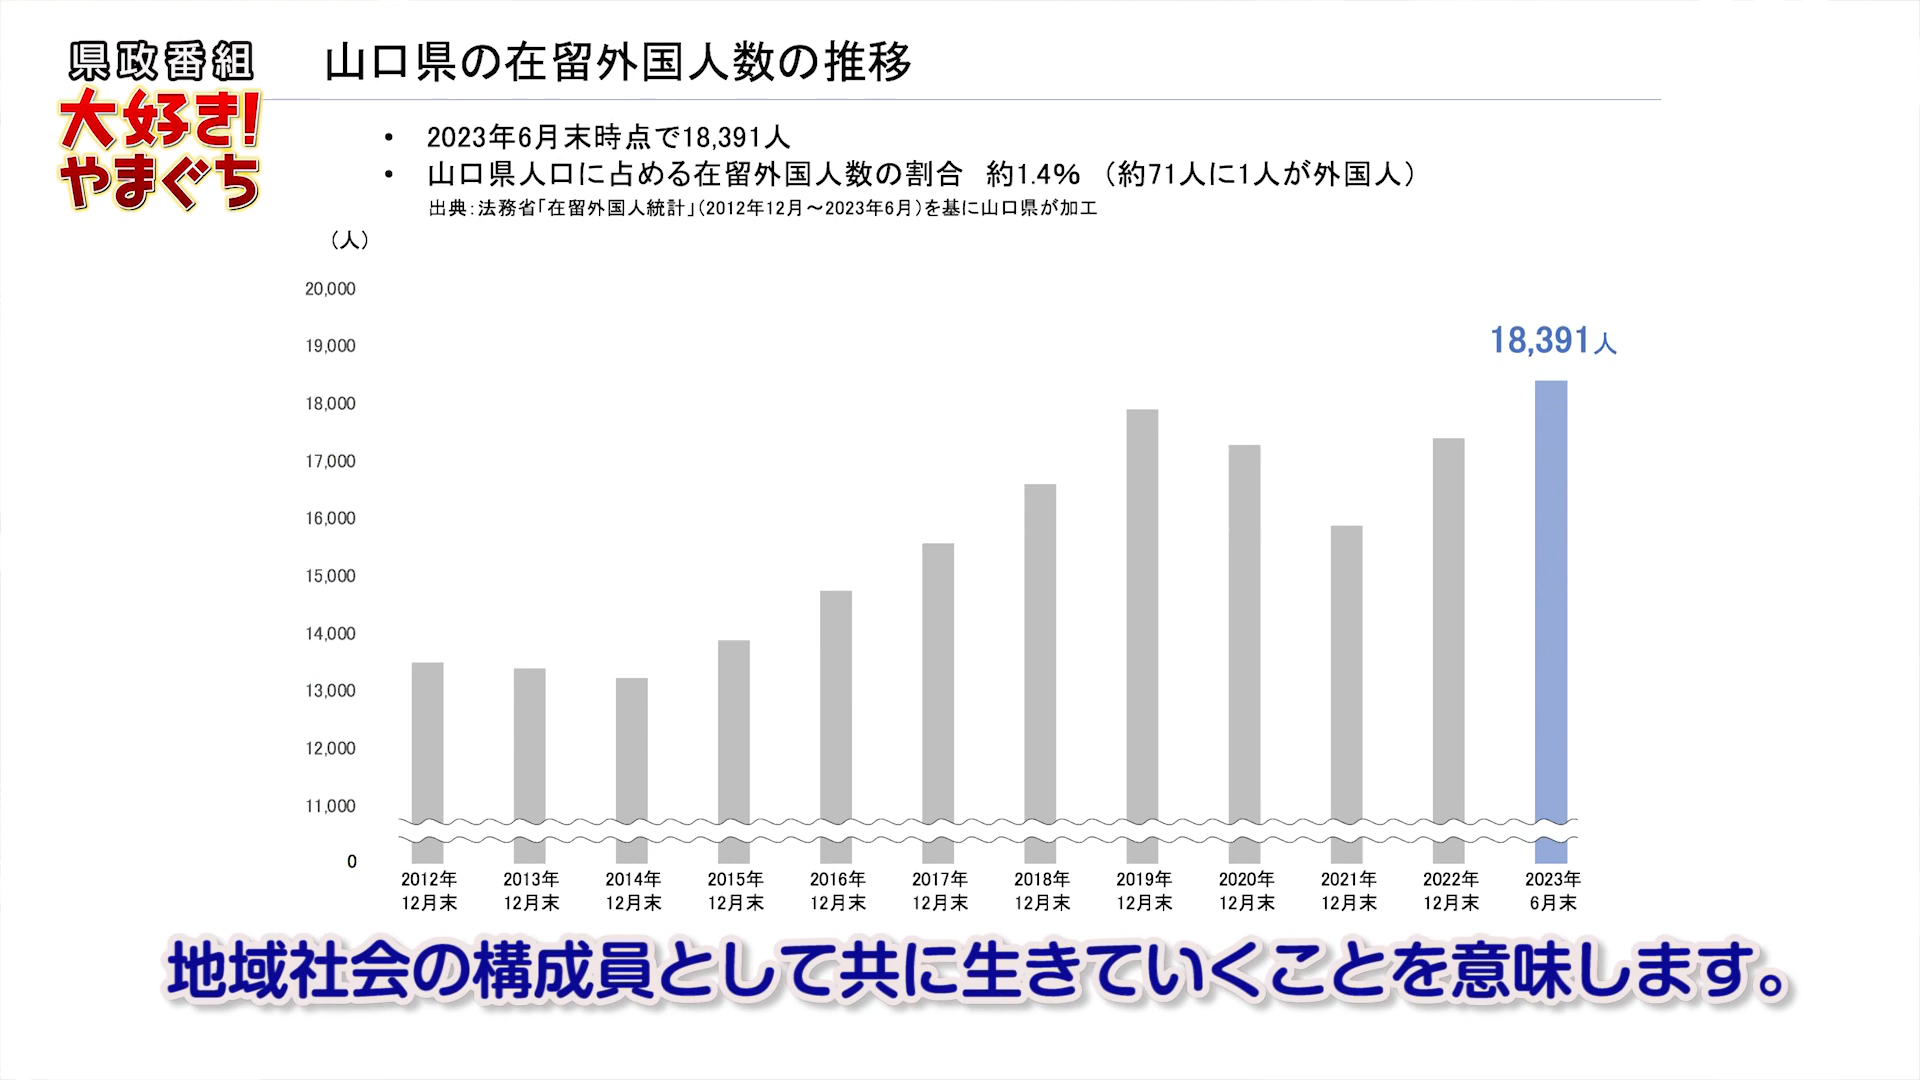 県政番組
大好き!
やまぐち
山口県の在留外国人数の推移
• 2023年6月末時点で18,391人
• 山口県人口に占める在留外国人数の割合　約1.4%　（約71人に1人が外国人）
出典：法務省「在留外国人統計」（2012年12月～2023年6月）を基に山口県が加工
（人）
20,000
19,000
18,000
17,000
16,000
15,000
14,000
13,000
12,000
11,000
0
18,391人
2012年 2013年 2014年 2015年 2016年 2017年 2018年 2019年 2020年 2021年 2022年 2023年
12月末 12月末 12月末 12月末 12月末 12月末 12月末 12月末 12月末 12月末 12月末 6月末
地域社会の構成員として共に生きていくことを意味します。